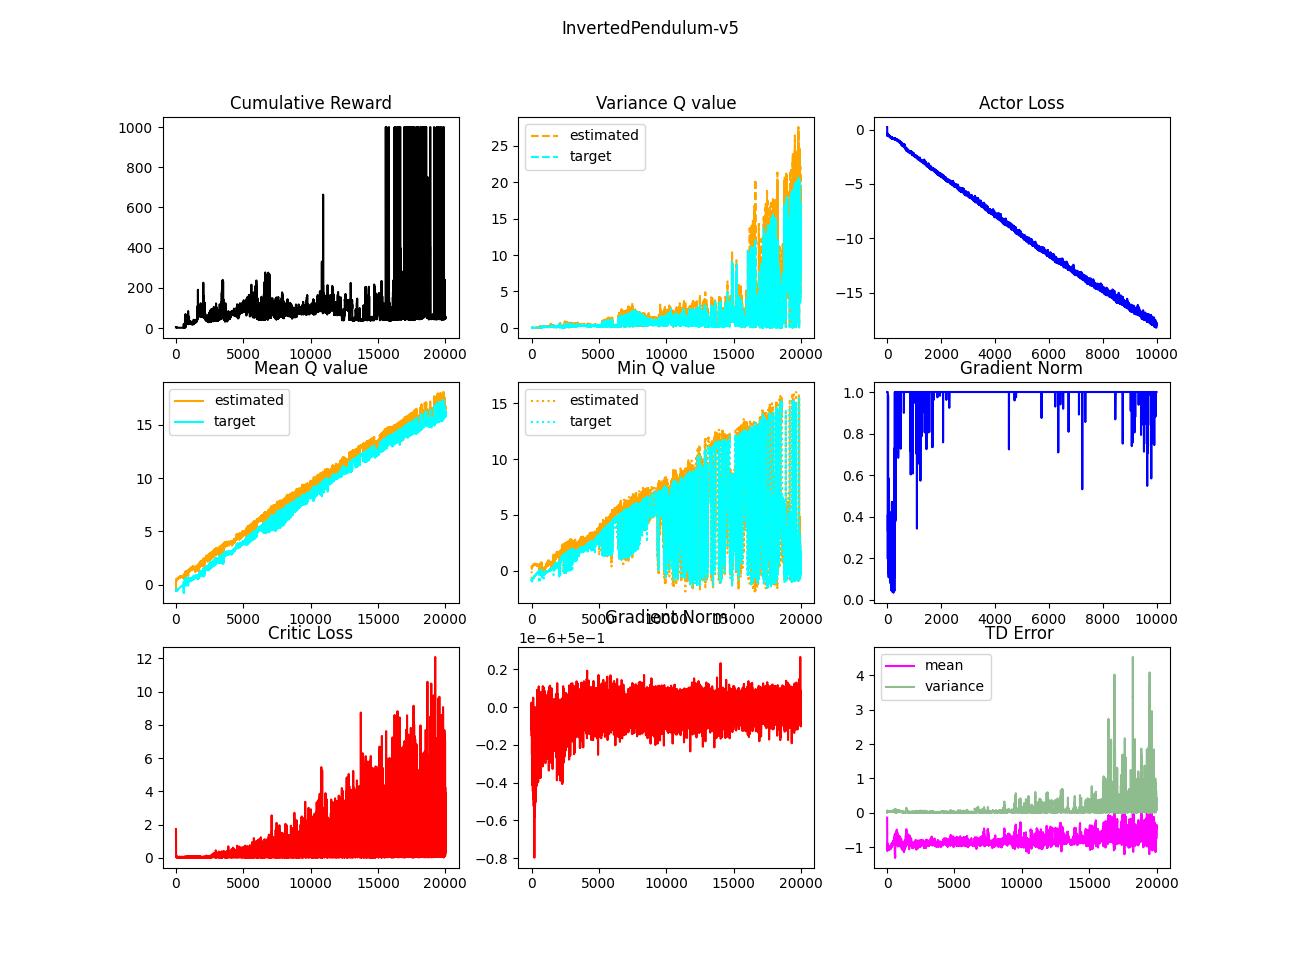 InvertedPendulum-v5
Cumulative Reward
1000
800
600
400
200
0
0 5000 10000 15000 20000
Variance Q value
estimated
target
25
20
15
10
5
0
0 5000 10000 15000 20000
Actor Loss
0
−5
−10
−15
0 2000 4000 6000 8000 10000
Mean Q value
estimated
target
15
10
5
0
0 5000 10000 15000 20000
Min Q value
estimated
target
15
10
5
0
0 5000 10000 15000 20000
Gradient Norm
1.0
0.8
0.6
0.4
0.2
0.0
0 2000 4000 6000 8000 10000
Critic Loss
12
10
8
6
4
2
0
0 5000 10000 15000 20000
Gradient Norm
1e-6+5e-1
0.2
0.0
−0.2
−0.4
−0.6
−0.8
0 5000 10000 15000 20000
TD Error
mean
variance
4
3
2
1
0
−1
0 5000 10000 15000 20000